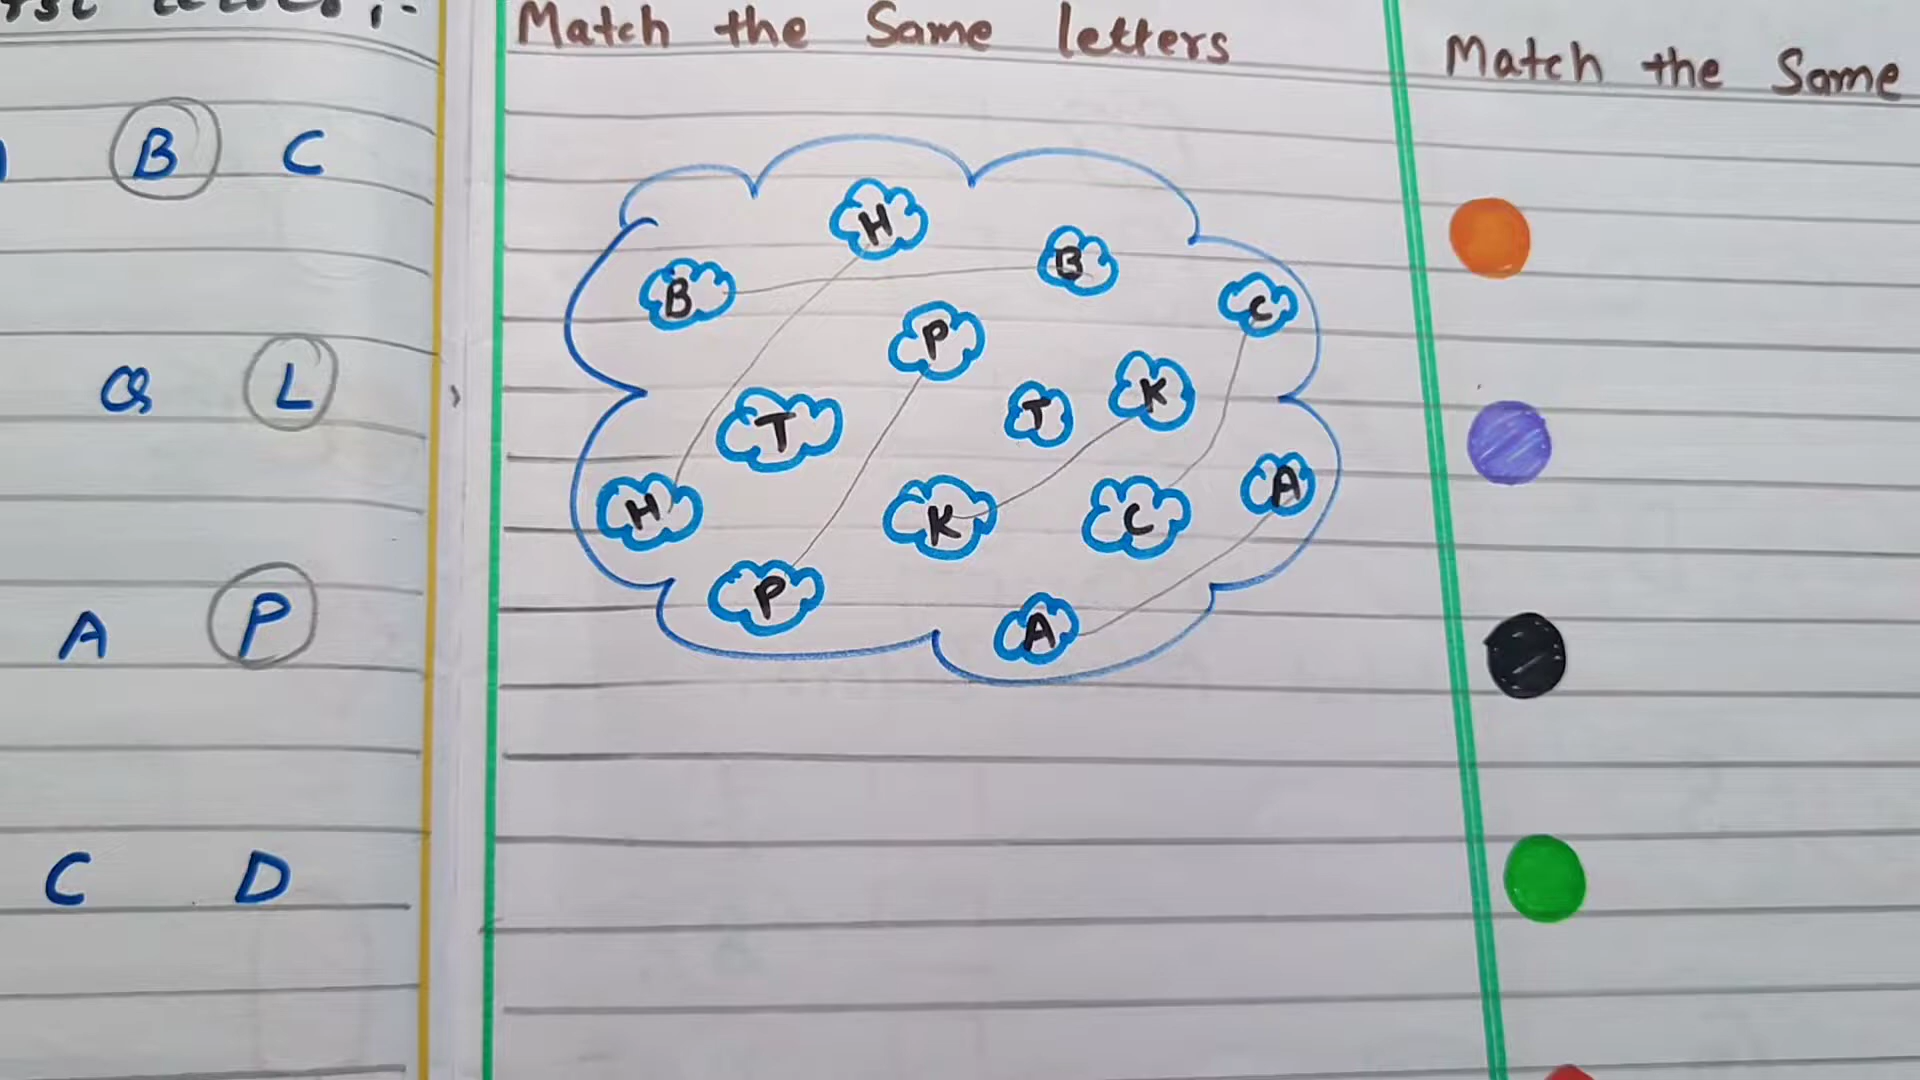 Match the Same letters
Match the Same
B C
Q L
A P
C D
H
B B
C
P
T T K
H K C A
P
A